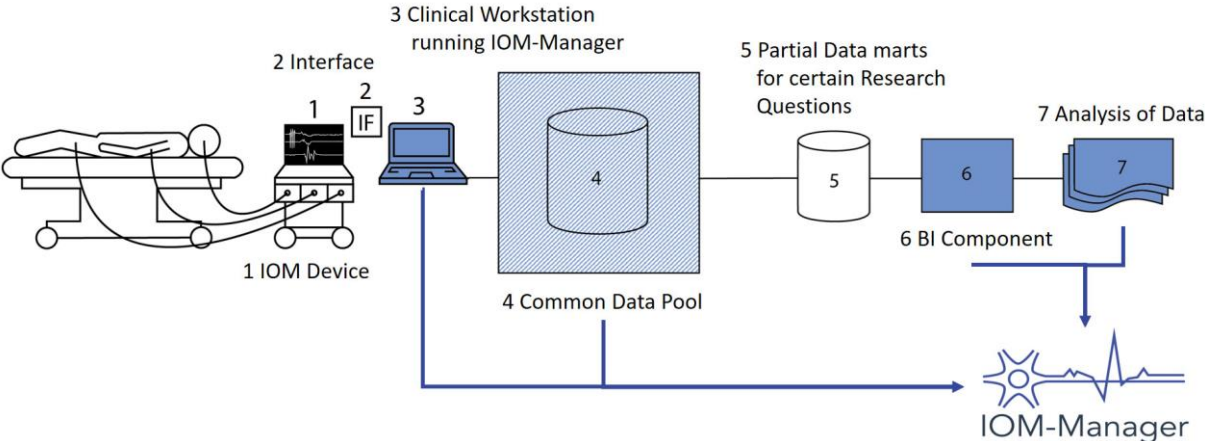 3 Clinical Workstation
running IOM-Manager
2 Interface
5 Partial Data marts
for certain Research
Questions
7 Analysis of Data
1
2
IF
3
4
5
6
7
6 BI Component
1 IOM Device
4 Common Data Pool
IOM-Manager